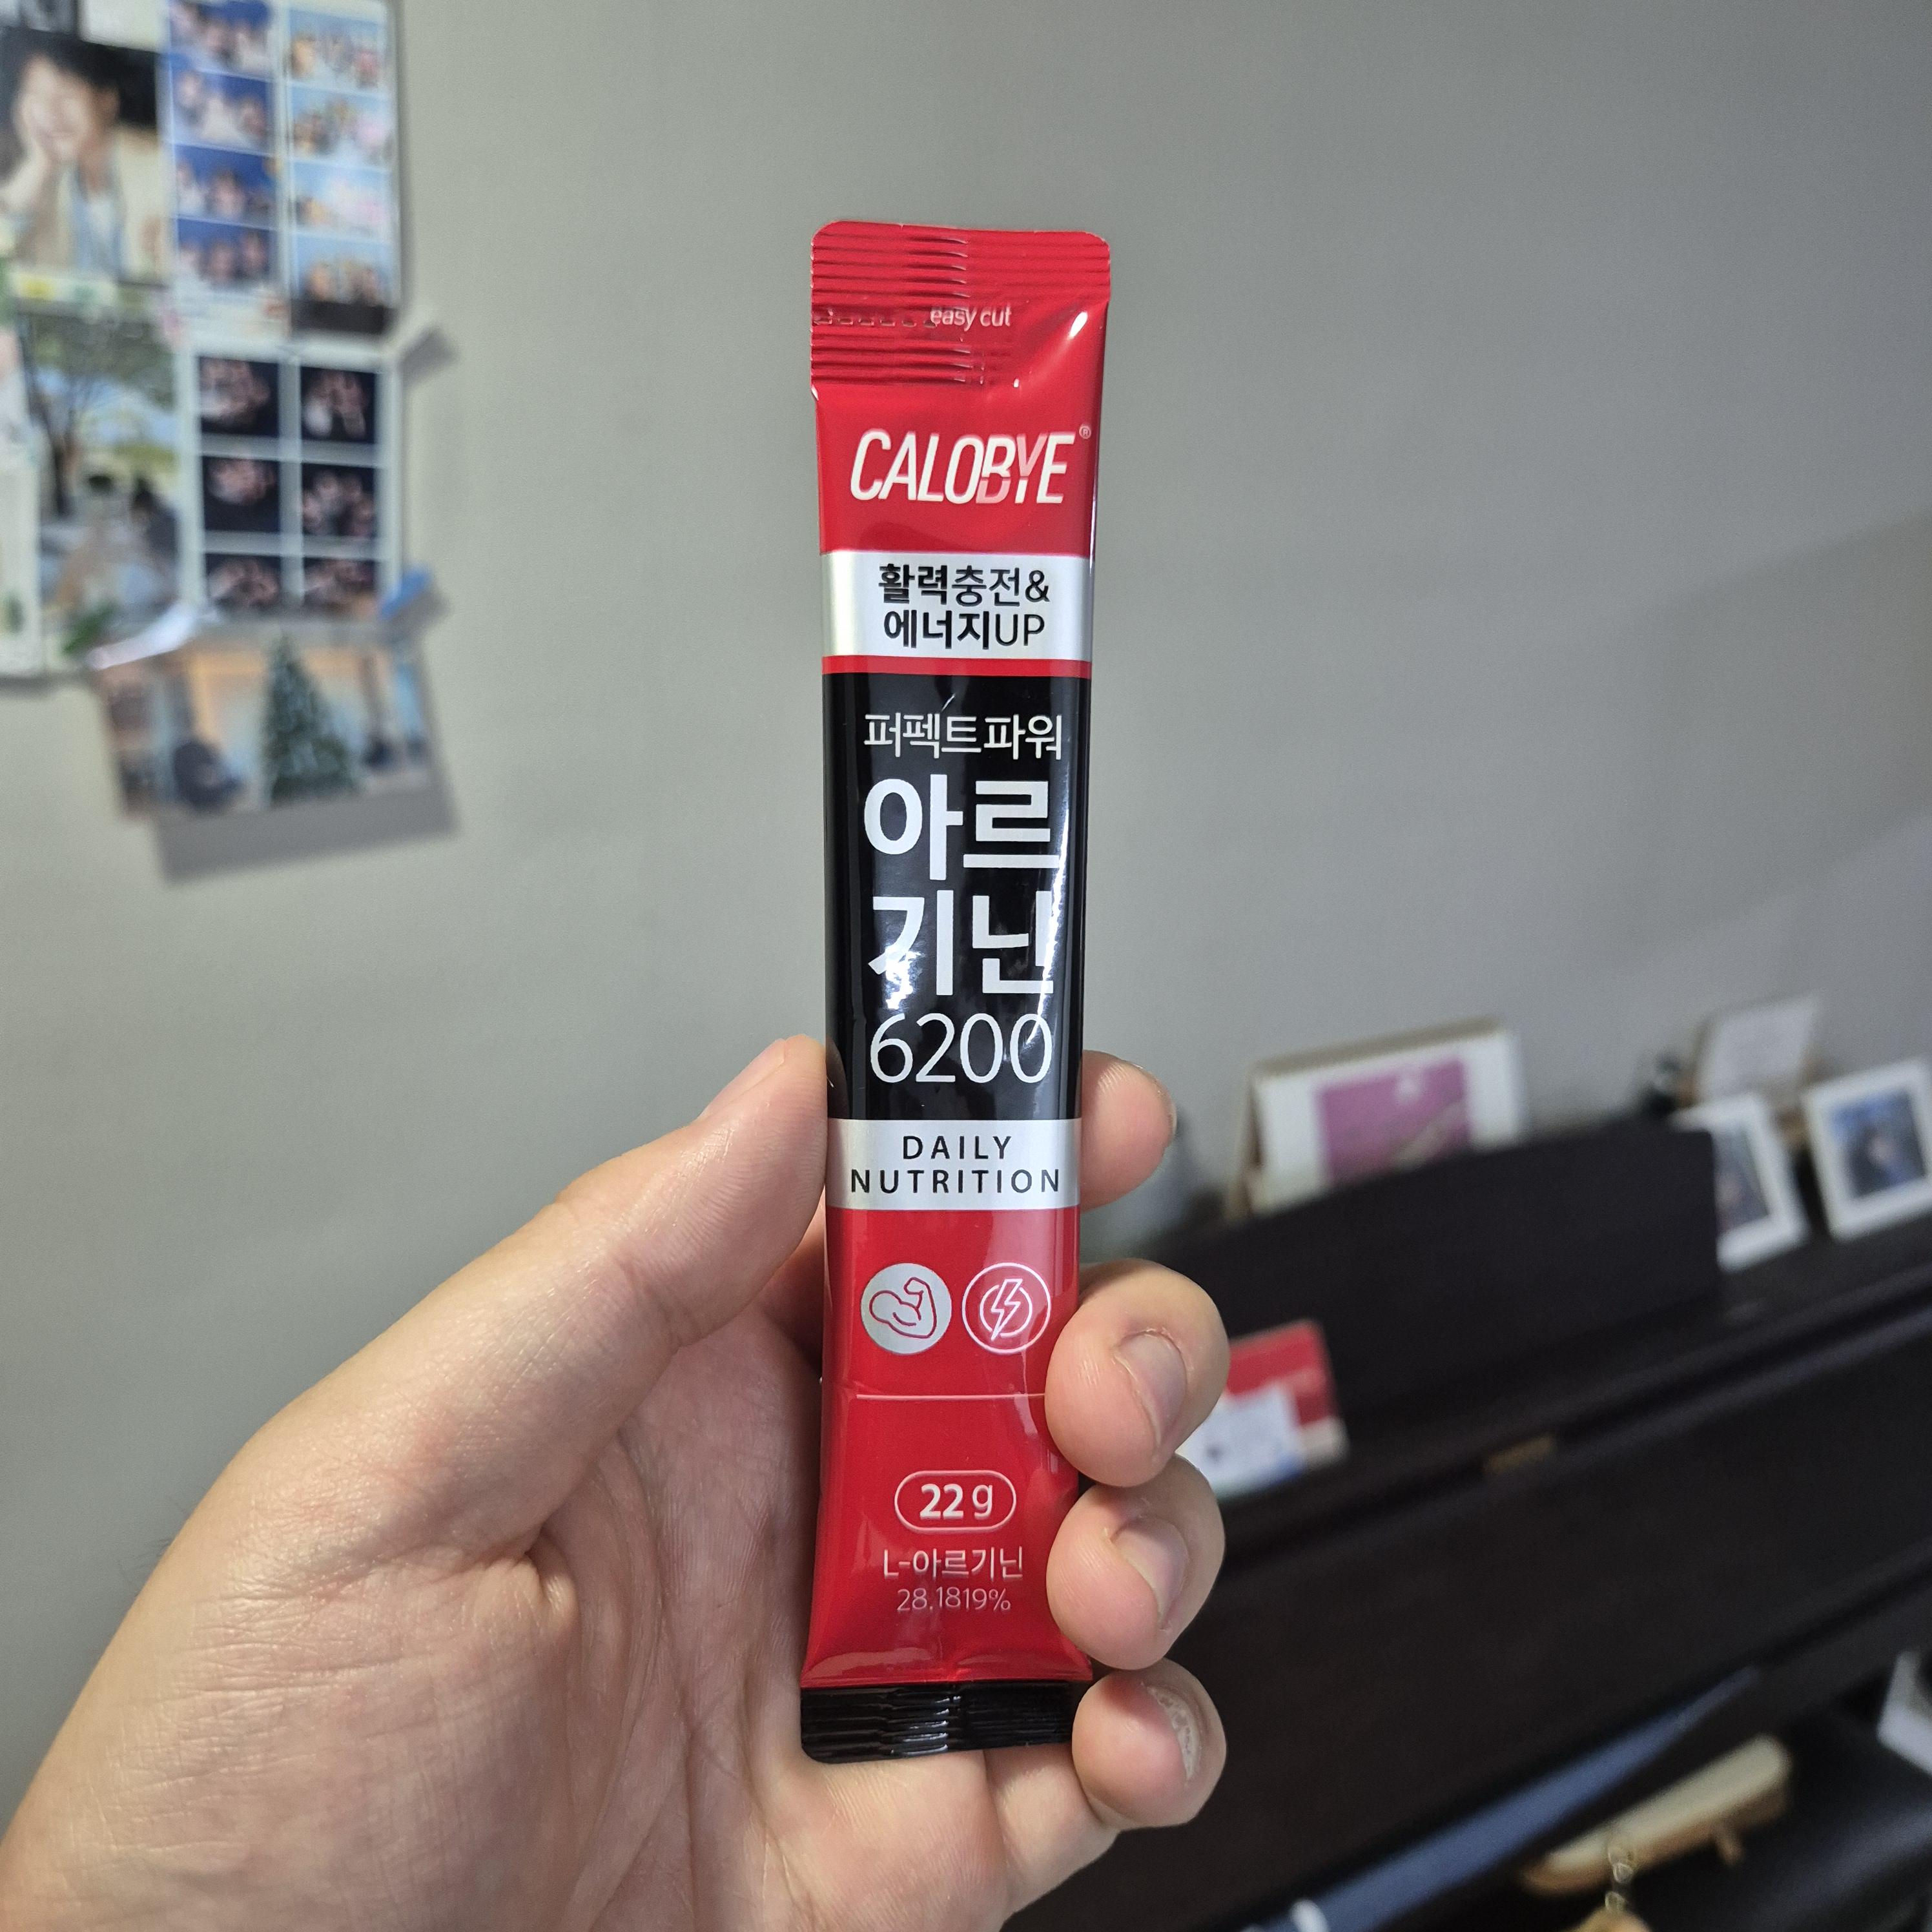 easy cut
CALOBYE®
활력충전&
에너지UP
퍼펙트파워
아르
기닌
6200
DAILY
NUTRITION
22g
L-아르기닌
28.1819%